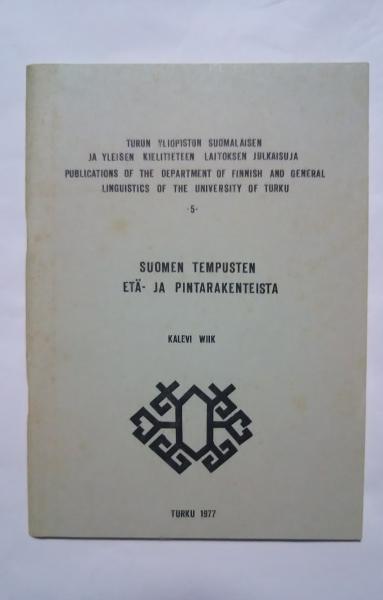 TURUN YLIOPISTON SUOMALAISEN
JA YLEISEN KIELITIETEEN LAITOKSEN JULKAISUJA
PUBLICATIONS OF THE DEPARTMENT OF FINNISH AND GENERAL
LINGUISTICS OF THE UNIVERSITY OF TURKU
-5-
SUOMEN TEMPUSTEN
ETÄ- JA PINTARAKENTEISTA
KALEVI WIIK
TURKU 1977